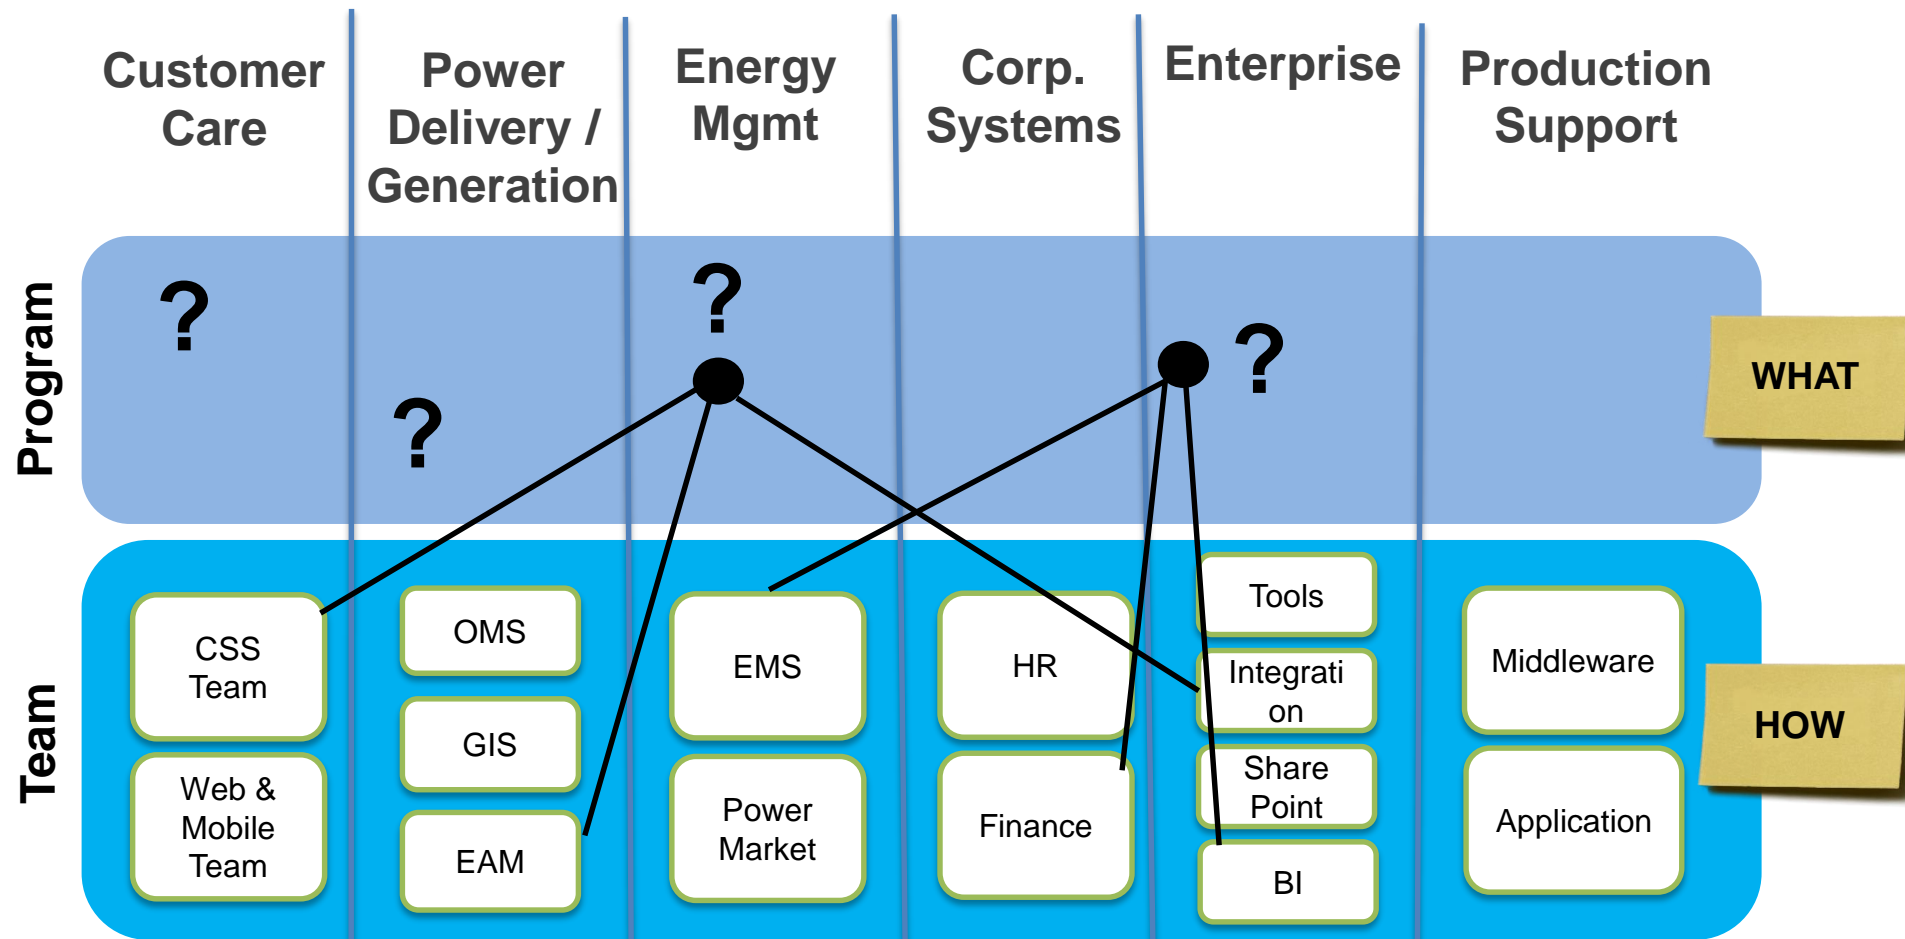 Customer
Care
Power
Delivery /
Generation
Energy
Mgmt
Corp.
Systems
Enterprise
Production
Support
Program
?
?
?
?
WHAT
Team
CSS
Team
Web &
Mobile
Team
OMS
GIS
EAM
EMS
Power
Market
HR
Finance
Tools
Integrati
on
Share
Point
BI
Middleware
Application
HOW